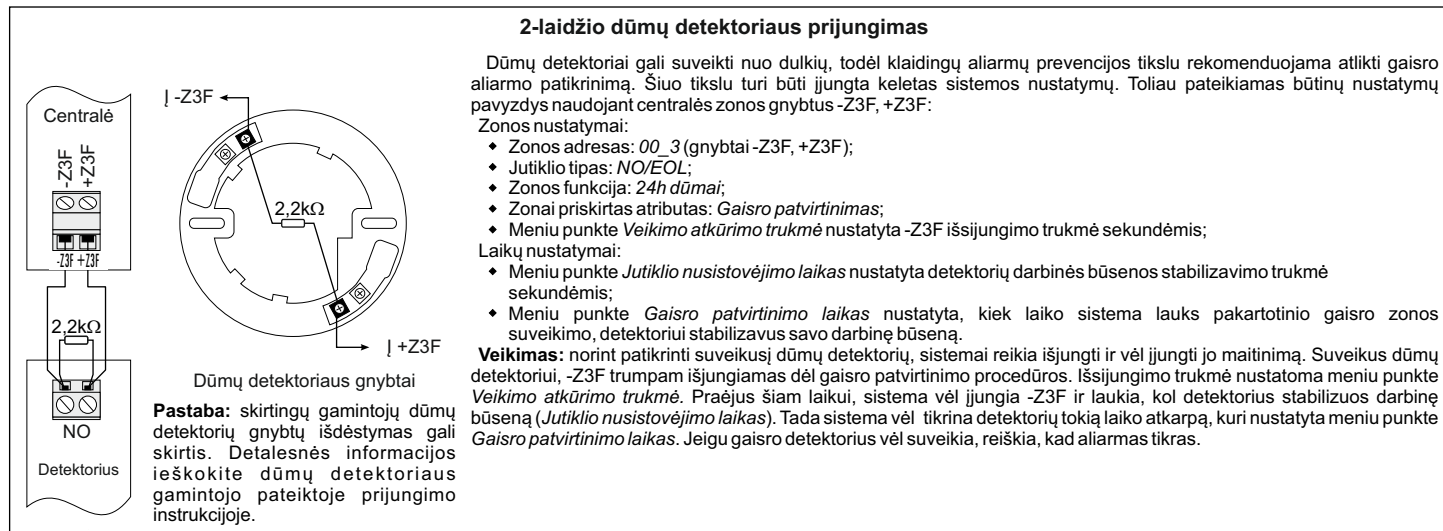 2-laidžio dūmų detektoriaus prijungimas
Centralė
-Z3F
+Z3F
-Z3F +Z3F
2,2kΩ
NO
Detektorius
Į -Z3F
2,2kΩ
Į +Z3F
Dūmų detektoriaus gnybtai
Pastaba: skirtingų gamintojų dūmų
detektorių gnybtų išdėstymas gali
skirtis. Detalesnės informacijos
ieškokite dūmų detektoriaus
gamintojo pateiktoje prijungimo
instrukcijoje.
Dūmų detektoriai gali suveikti nuo dulkių, todėl klaidingų aliarmų prevencijos tikslu rekomenduojama atlikti gaisro
aliarmo patikrinimą. Šiuo tikslu turi būti įjungta keletas sistemos nustatymų. Toliau pateikiamas būtinų nustatymų
pavyzdys naudojant centralės zonos gnybtus -Z3F, +Z3F:
Zonos nustatymai:
◆ Zonos adresas: 00_3 (gnybtai -Z3F, +Z3F);
◆ Jutiklio tipas: NO/EOL;
◆ Zonos funkcija: 24h dūmai;
◆ Zonai priskirtas atributas: Gaisro patvirtinimas;
◆ Meniu punkte Veikimo atkūrimo trukmė nustatyta -Z3F išsijungimo trukmė sekundėmis;
Laikų nustatymai:
◆ Meniu punkte Jutiklio nusistovėjimo laikas nustatyta detektorių darbinės būsenos stabilizavimo trukmė
sekundėmis;
◆ Meniu punkte Gaisro patvirtinimo laikas nustatyta, kiek laiko sistema lauks pakartotinio gaisro zonos
suveikimo, detektoriui stabilizavus savo darbinę būseną.
Veikimas: norint patikrinti suveikusį dūmų detektorių, sistemai reikia išjungti ir vėl įjungti jo maitinimą. Suveikus dūmų
detektoriui, -Z3F trumpam išjungiamas dėl gaisro patvirtinimo procedūros. Išsijungimo trukmė nustatoma meniu punkte
Veikimo atkūrimo trukmė. Praėjus šiam laikui, sistema vėl įjungia -Z3F ir laukia, kol detektorius stabilizuos darbinę
būseną (Jutiklio nusistovėjimo laikas). Tada sistema vėl tikrina detektorių tokią laiko atkarpą, kuri nustatyta meniu punkte
Gaisro patvirtinimo laikas. Jeigu gaisro detektorius vėl suveikia, reiškia, kad aliarmas tikras.